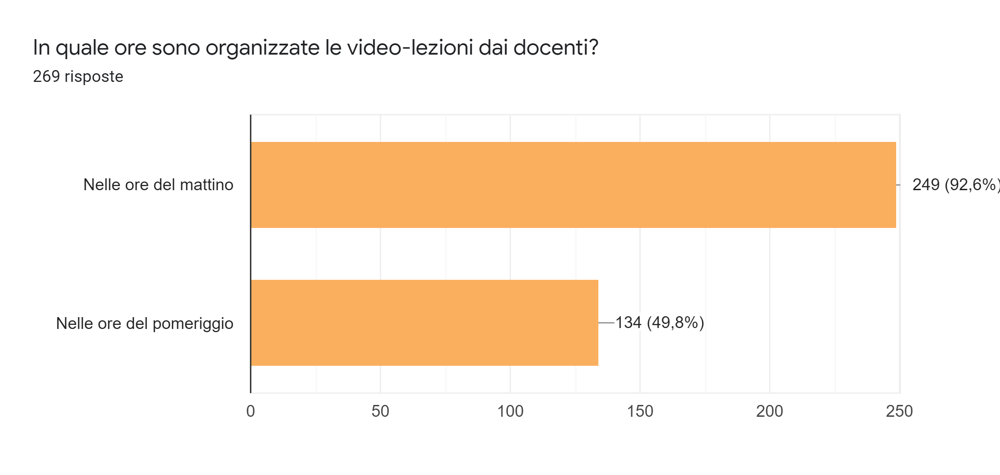 In quale ore sono organizzate le video-lezioni dai docenti?
269 risposte
Nelle ore del mattino
249 (92,6%)
Nelle ore del pomeriggio
134 (49,8%)
0 50 100 150 200 250